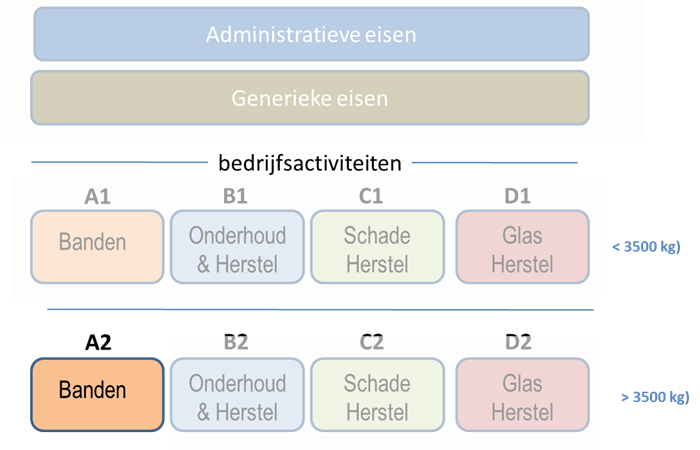 Administratieve eisen
Generieke eisen
bedrijfsactiviteiten
A1 B1 C1 D1
Banden
Onderhoud
& Herstel
Schade
Herstel
Glas
Herstel
< 3500 kg)
A2 B2 C2 D2
Banden
Onderhoud
& Herstel
Schade
Herstel
Glas
Herstel
> 3500 kg)